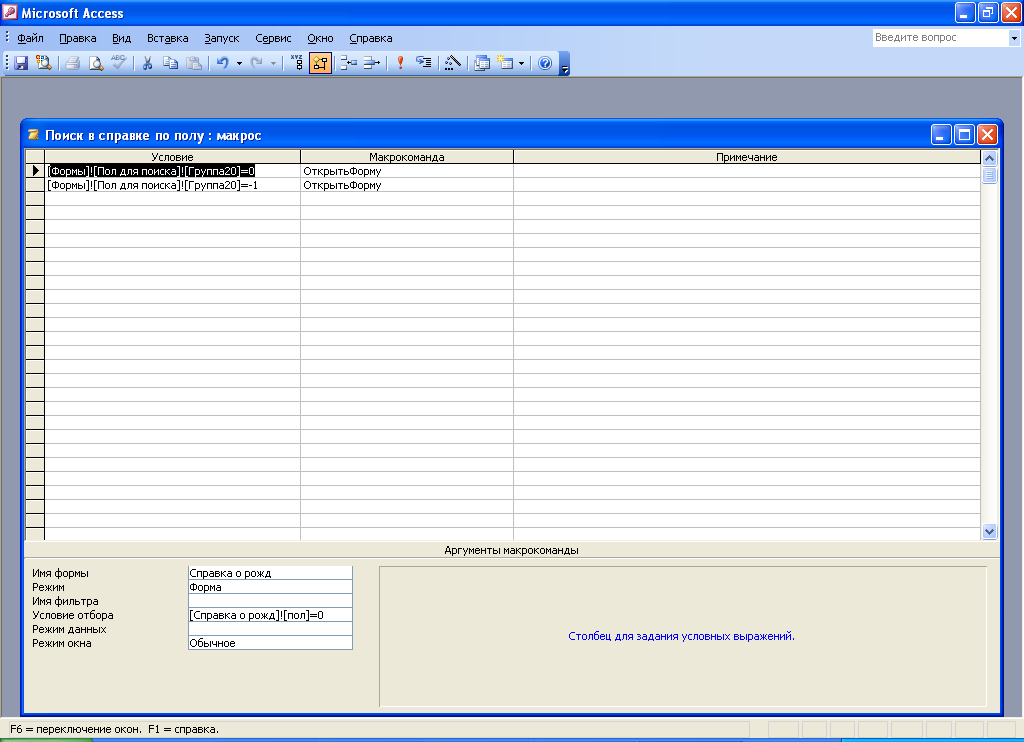 Microsoft Access
Файл Правка Вид Вставка Запуск Сервис Окно Справка
Введите вопрос
Поиск в справке по полу : макрос
Условие Макрокоманда Примечание
[Формы]![Пол для поиска]![Группа20]=0 ОткрытьФорму
[Формы]![Пол для поиска]![Группа20]=-1 ОткрытьФорму
Аргументы макрокоманды
Имя формы Справка о рожд
Режим Форма
Имя фильтра
Условие отбора [Справка о рожд]![пол]=0
Режим данных
Режим окна Обычное
Столбец для задания условных выражений.
F6 = переключение окон. F1 = справка.